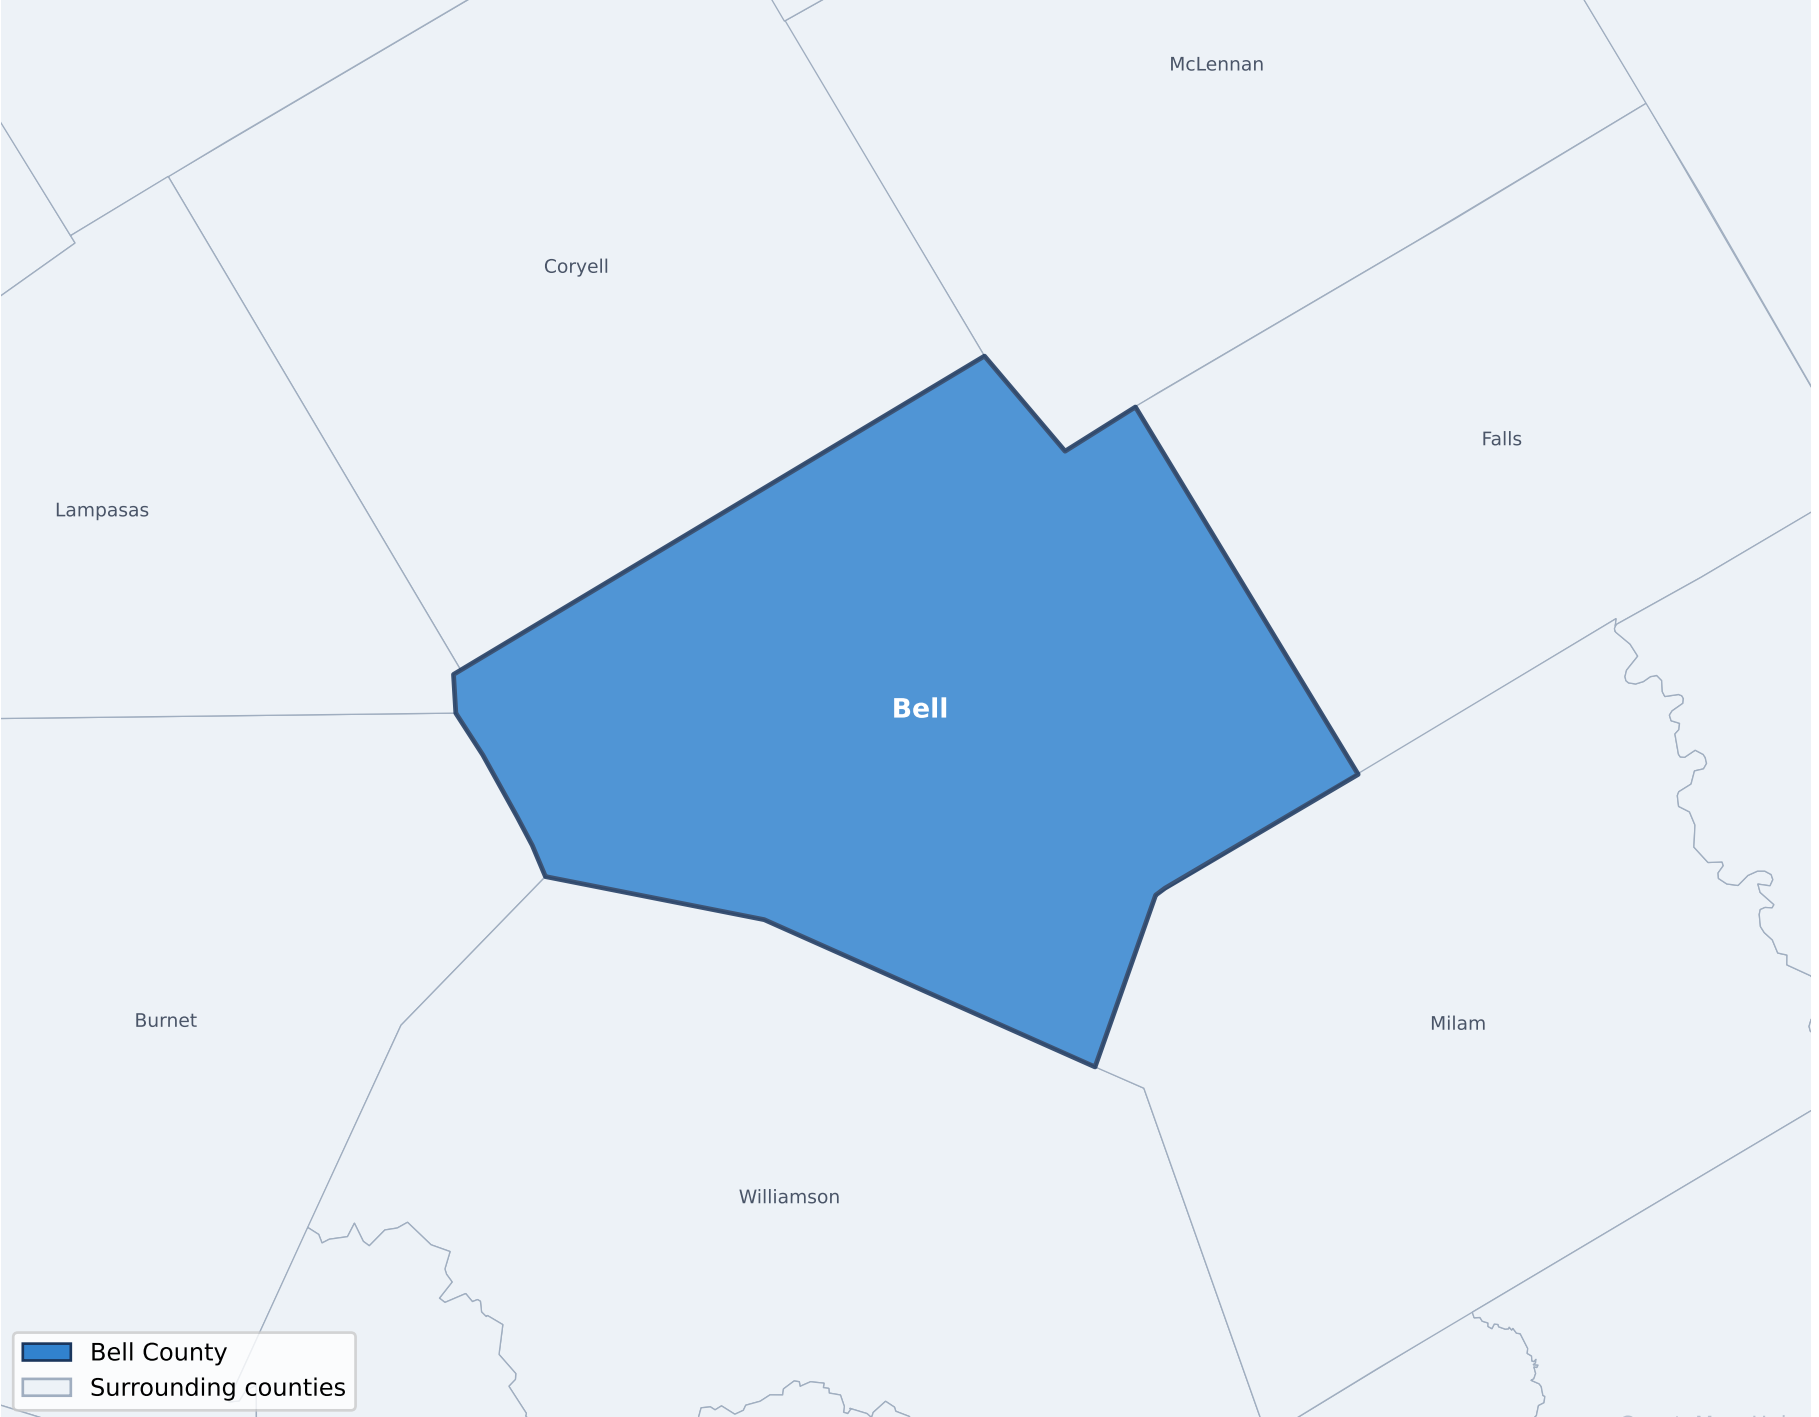 McLennan
Coryell
Falls
Lampasas
Bell
Burnet
Milam
Williamson
Bell County
Surrounding counties